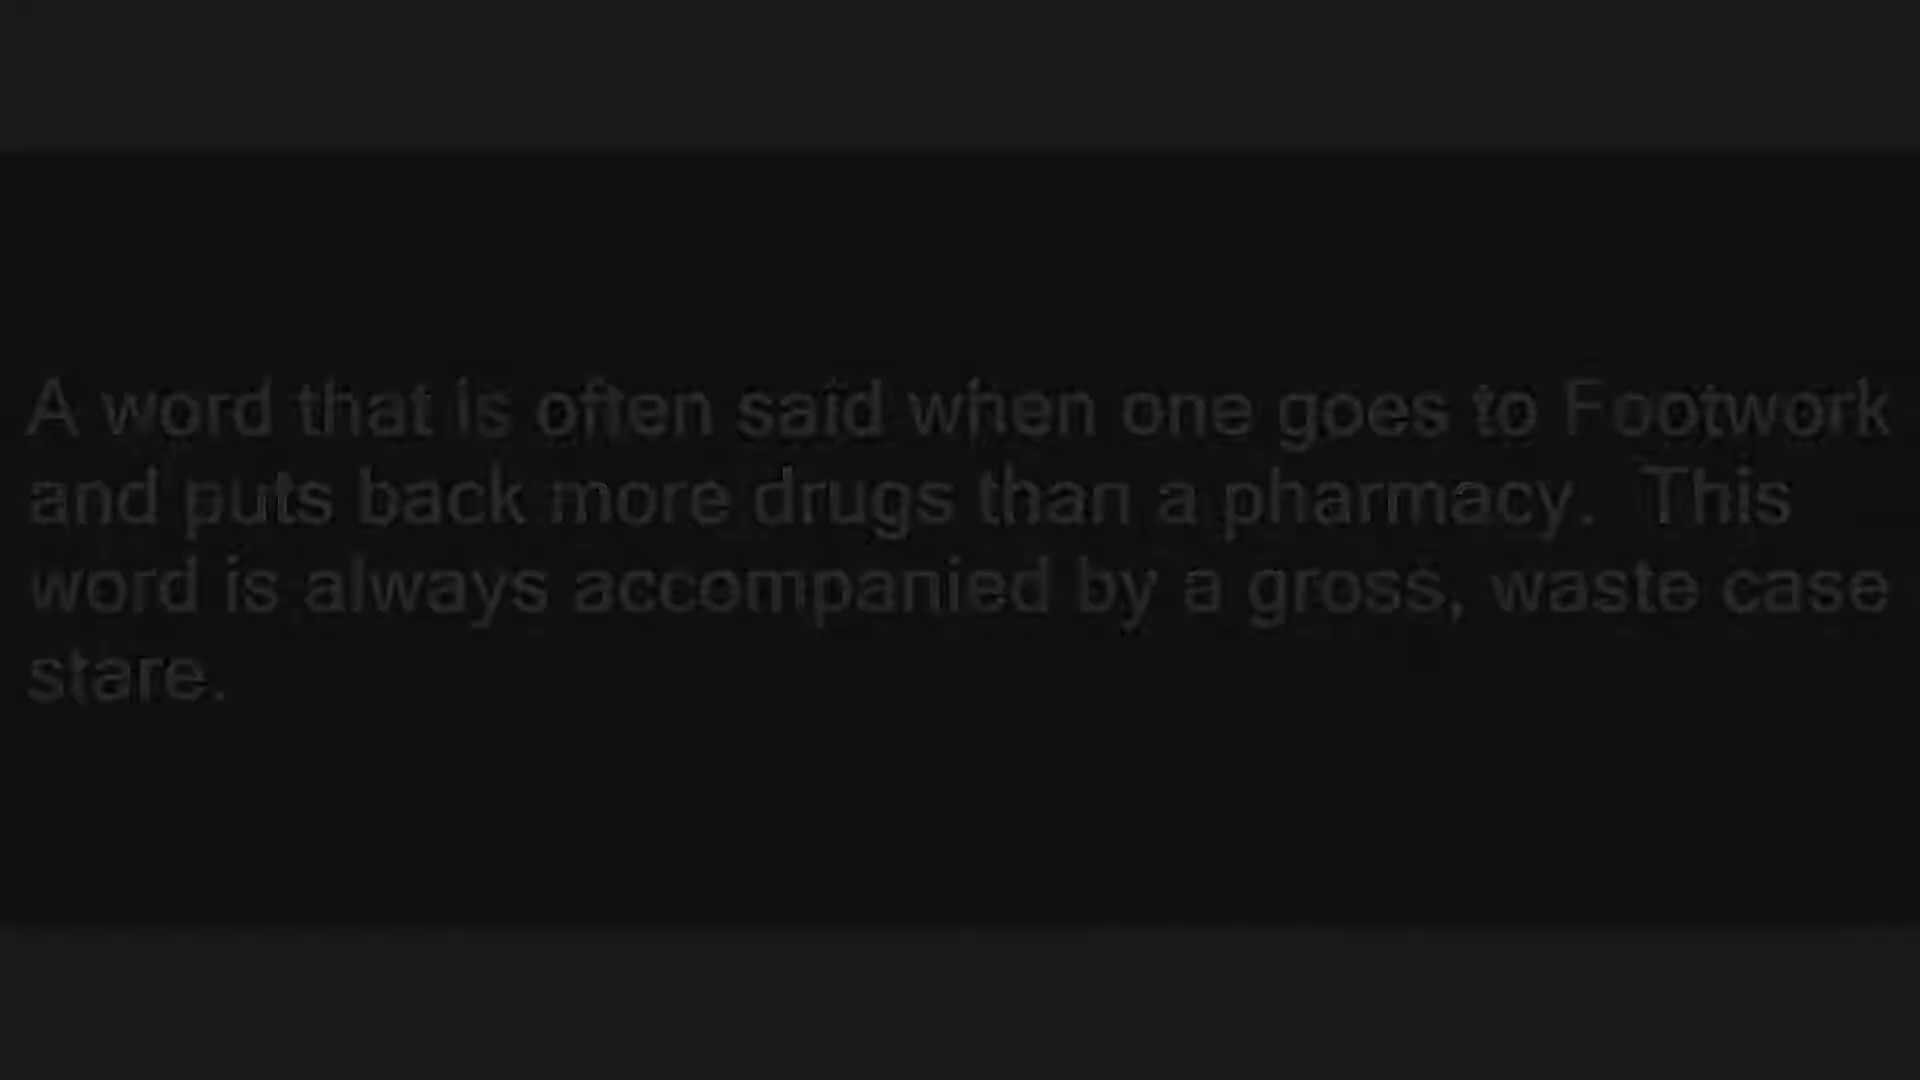 A word that is often said when one goes to Footwork
and puts back more drugs than a pharmacy.  This
word is always accompanied by a gross, waste case
stare.